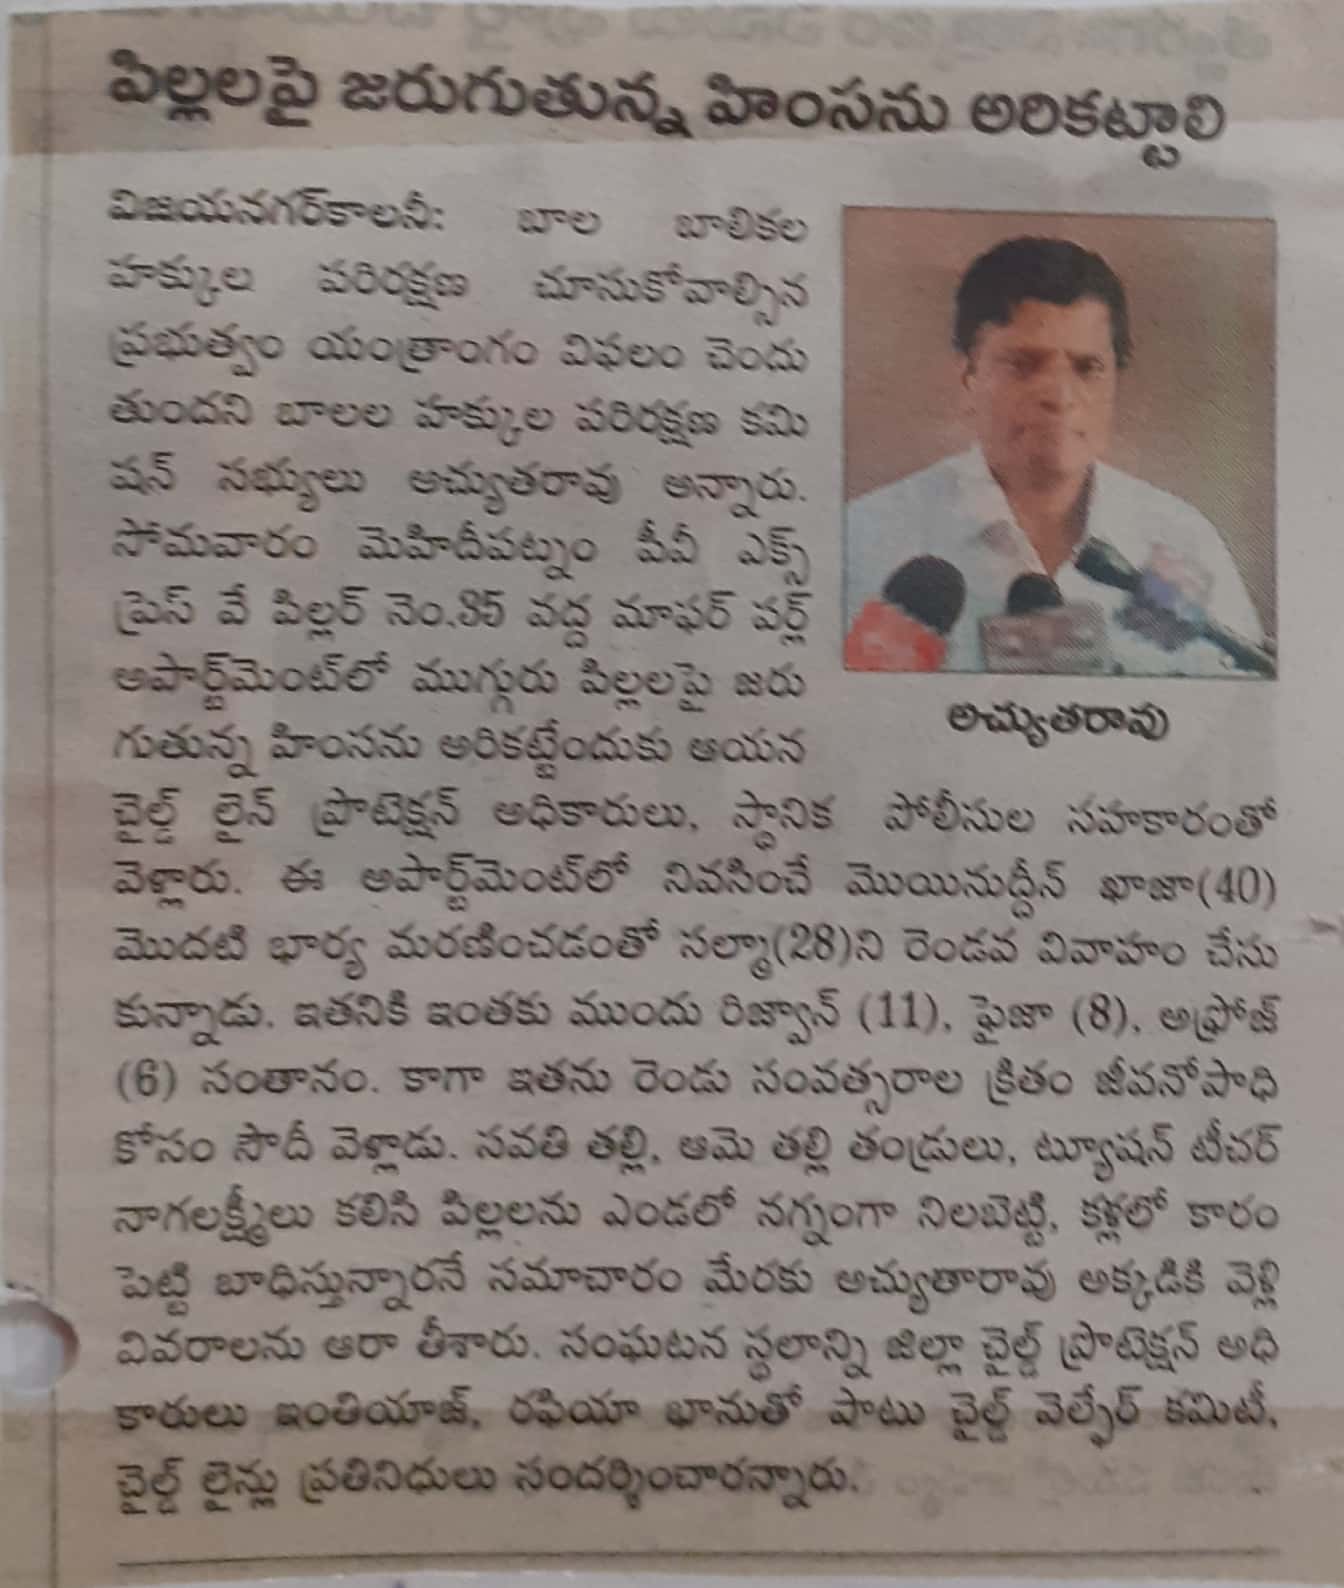 పిల్లలపై జరుగుతున్న హింసను అరికట్టాలి
విజయనగర్‌కాలనీ: బాల బాలికల
హక్కుల పరిరక్షణ చూసుకోవాల్సిన
ప్రభుత్వం యంత్రాంగం విఫలం చెందు
తుందని బాలల హక్కుల పరిరక్షణ కమి
షన్ సభ్యులు అచ్యుతరావు అన్నారు.
సోమవారం మెహిదీపట్నం పీవీ ఎక్స్
ప్రెస్ వే పిల్లర్ నెం.85 వద్ద మాఫర్ పర్ల్
అపార్ట్‌మెంట్‌లో ముగ్గురు పిల్లలపై జరు
గుతున్న హింసను అరికట్టేందుకు ఆయన
అచ్యుతరావు
చైల్డ్ లైన్ ప్రొటెక్షన్ అధికారులు, స్థానిక పోలీసుల సహకారంతో
వెళ్లారు. ఈ అపార్ట్‌మెంట్‌లో నివసించే మొయినుద్దీన్ ఖాజా(40)
మొదటి భార్య మరణించడంతో సల్మా(28)ని రెండవ వివాహం చేసు
కున్నాడు. ఇతనికి ఇంతకు ముందు రిజ్వాన్ (11), ఫైజా (8), అఫ్రోజ్
(6) సంతానం. కాగా ఇతను రెండు సంవత్సరాల క్రితం జీవనోపాధి
కోసం సౌదీ వెళ్లాడు. సవతి తల్లి, ఆమె తల్లి తండ్రులు, ట్యూషన్ టీచర్
నాగలక్ష్మీలు కలిసి పిల్లలను ఎండలో నగ్నంగా నిలబెట్టి, కళ్లలో కారం
పెట్టి బాధిస్తున్నారనే సమాచారం మేరకు అచ్యుతారావు అక్కడికి వెళ్లి
వివరాలను ఆరా తీశారు. సంఘటన స్థలాన్ని జిల్లా చైల్డ్ ప్రొటెక్షన్ అధి
కారులు ఇంతియాజ్, రఫియా భానుతో పాటు చైల్డ్ వెల్ఫేర్ కమిటీ,
చైల్డ్ లైన్లు ప్రతినిధులు సందర్శించారన్నారు.